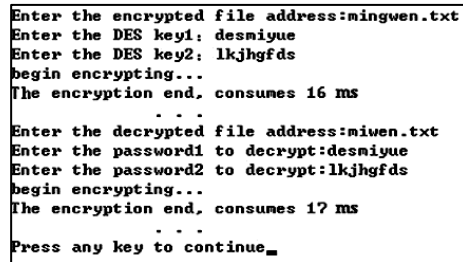 Enter the encrypted file address:mingwen.txt
Enter the DES key1: desmiyue
Enter the DES key2: lkjhgfds
begin encrypting...
The encryption end, consumes 16 ms
. . .
Enter the decrypted file address:miwen.txt
Enter the password1 to decrypt:desmiyue
Enter the password2 to decrypt:lkjhgfds
begin encrypting...
The encryption end, consumes 17 ms
. . .
Press any key to continue_